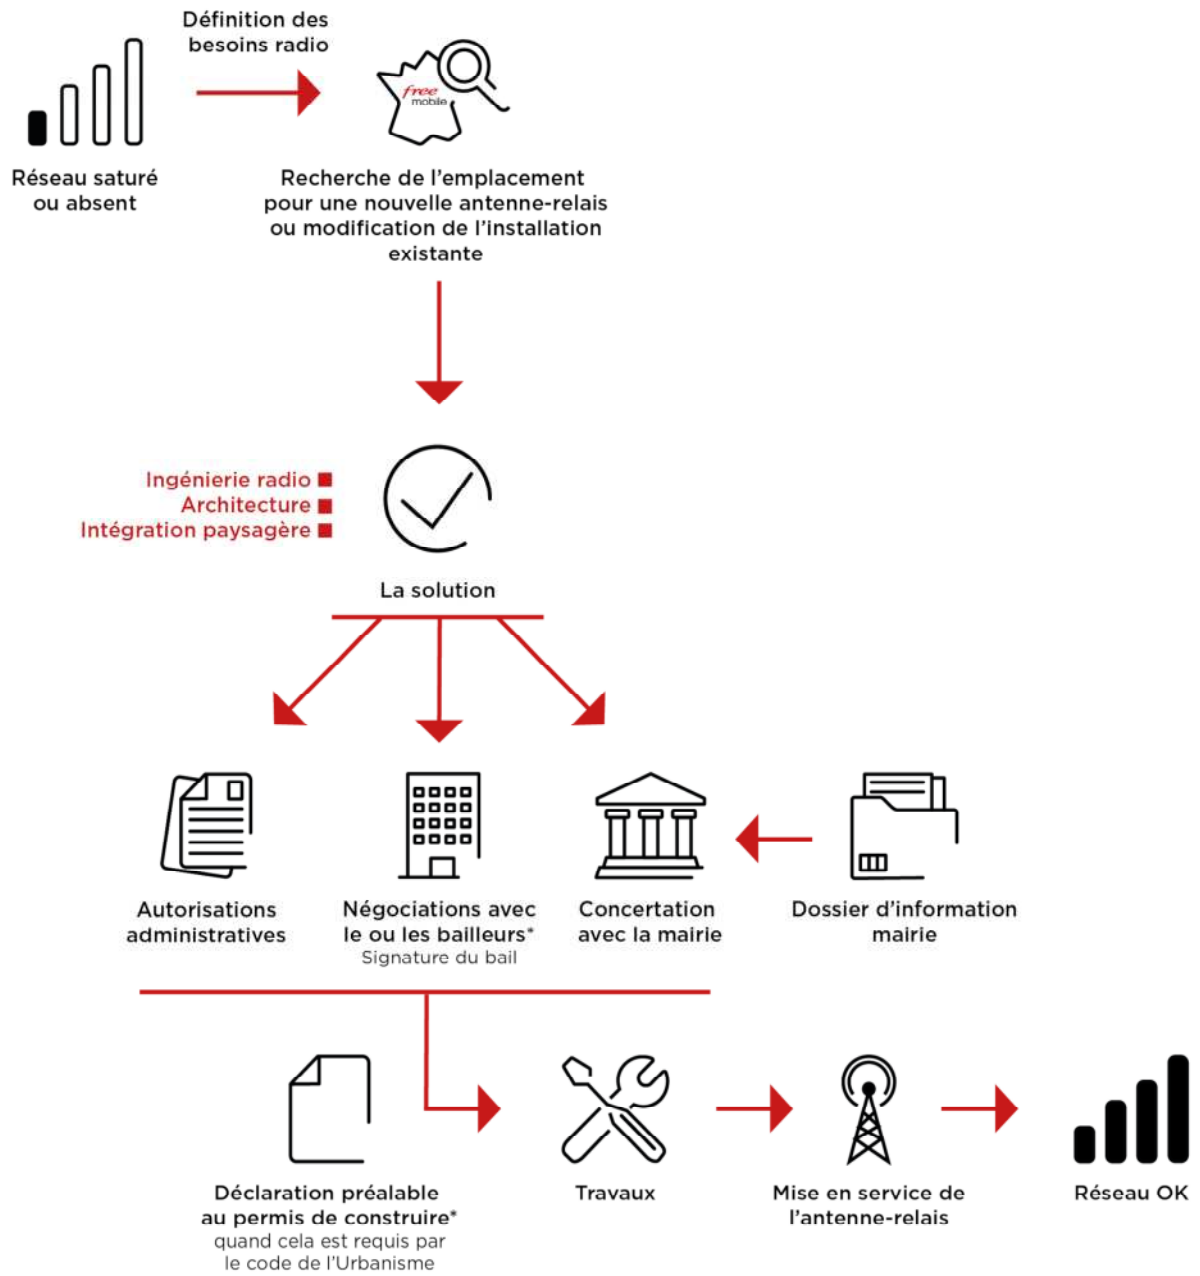 Définition des
besoins radio
free
mobile
Réseau saturé
ou absent
Recherche de l'emplacement
pour une nouvelle antenne-relais
ou modification de l'installation
existante
Ingénierie radio
Architecture
Intégration paysagère
La solution
Autorisations
administratives
Négociations avec
le ou les bailleurs*
Signature du bail
Concertation
avec la mairie
Dossier d'information
mairie
Déclaration préalable
au permis de construire*
quand cela est requis par
le code de l'Urbanisme
Travaux
Mise en service de
l'antenne-relais
Réseau OK